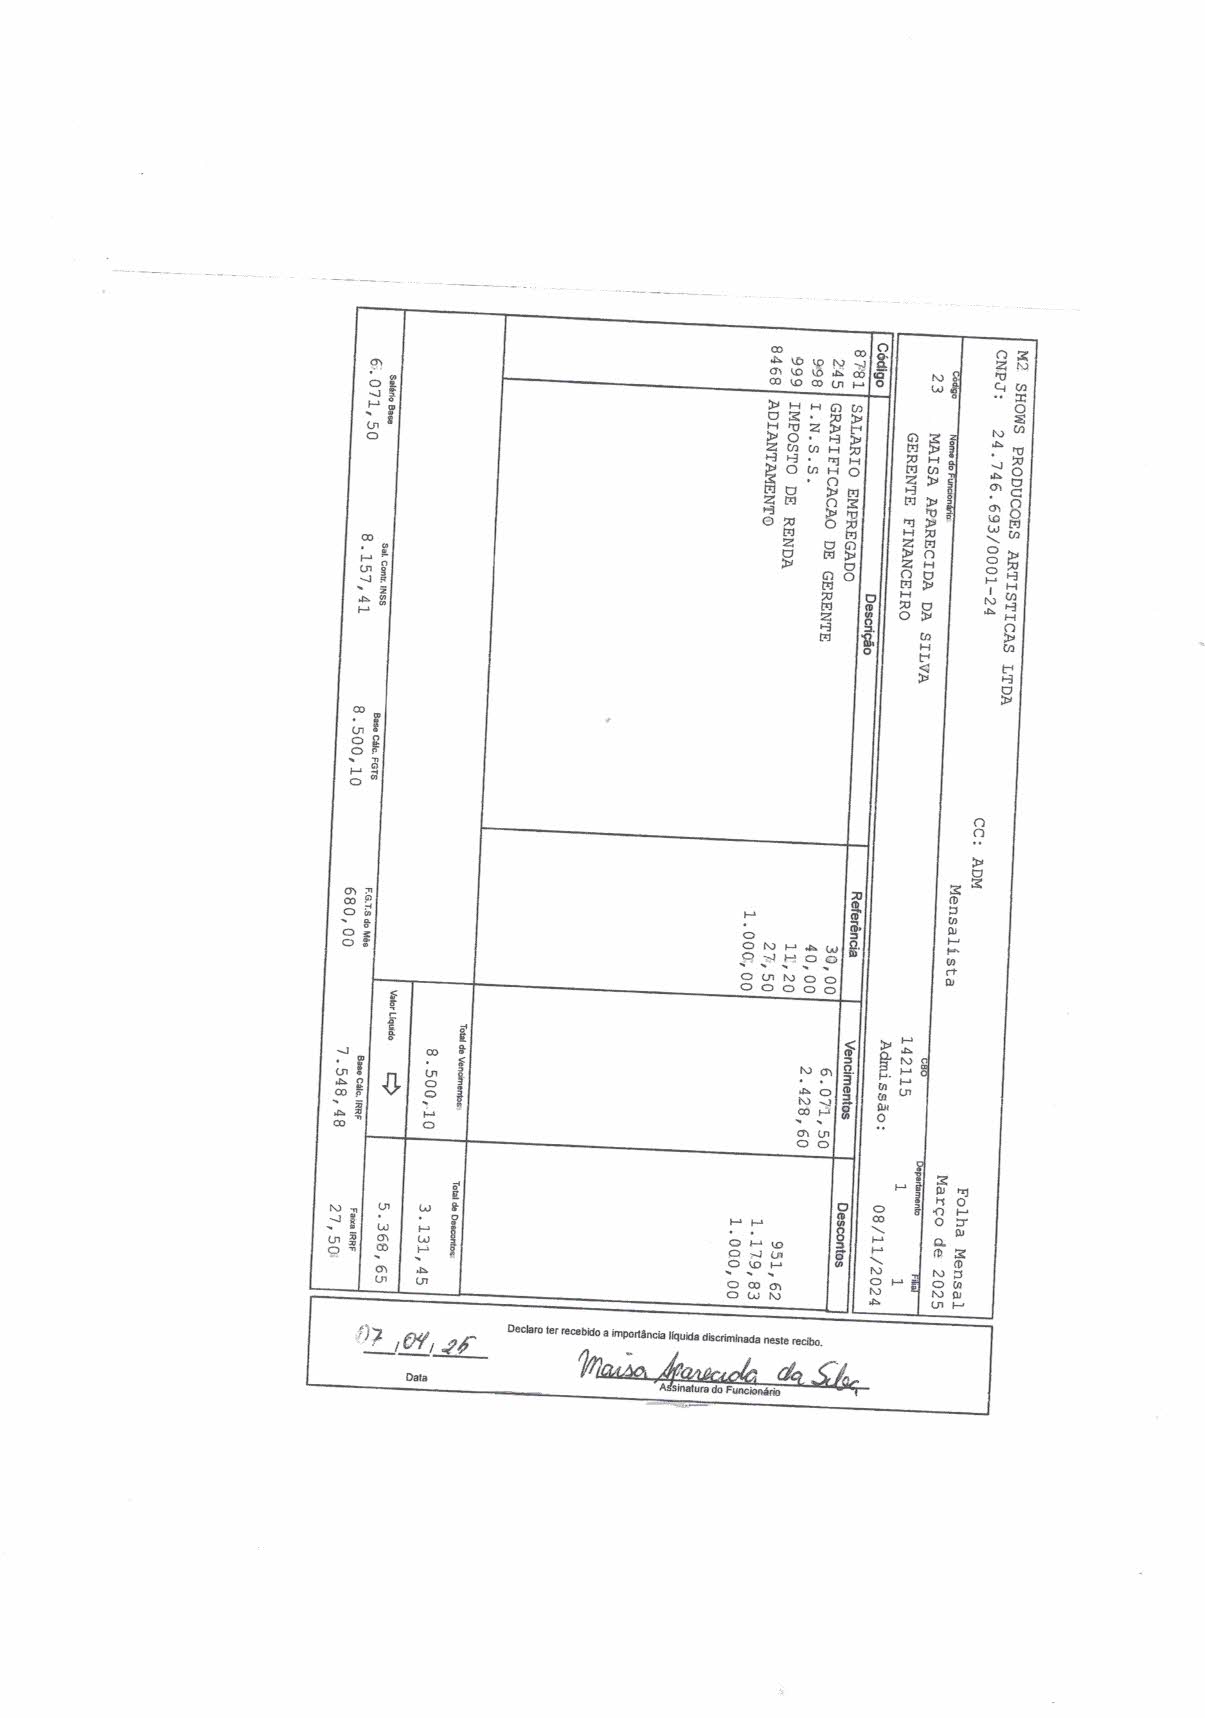 M2 SHOWS PRODUCOES ARTISTICAS LTDA
CNPJ: 24.746.693/0001-24
CC: ADM
Mensalista
Folha Mensal
Março de 2025
Código Nome do Funcionário CBO Departamento Filial
23 MAISA APARECIDA DA SILVA 142115 1 1
GERENTE FINANCEIRO Admissão: 08/11/2024
Código Descrição Referência Vencimentos Descontos
8781 SALARIO EMPREGADO 30,00 6.071,50
245 GRATIFICACAO DE GERENTE 40,00 2.428,60
998 I.N.S.S. 11,20 951,62
999 IMPOSTO DE RENDA 27,50 1.179,83
8468 ADIANTAMENTO 1.000,00 1.000,00
Total de Vencimentos Total de Descontos
8.500,10 3.131,45
Valor Líquido 5.368,65
Salário Base Sal. Contr. INSS Base Cálc. FGTS F.G.T.S do Mês Base Cálc. IRRF Faixa IRRF
6.071,50 8.157,41 8.500,10 680,00 7.548,48 27,50
Declaro ter recebido a importância líquida discriminada neste recibo.
Maisa Aparecida da Silva
Assinatura do Funcionário
07/04/25
Data